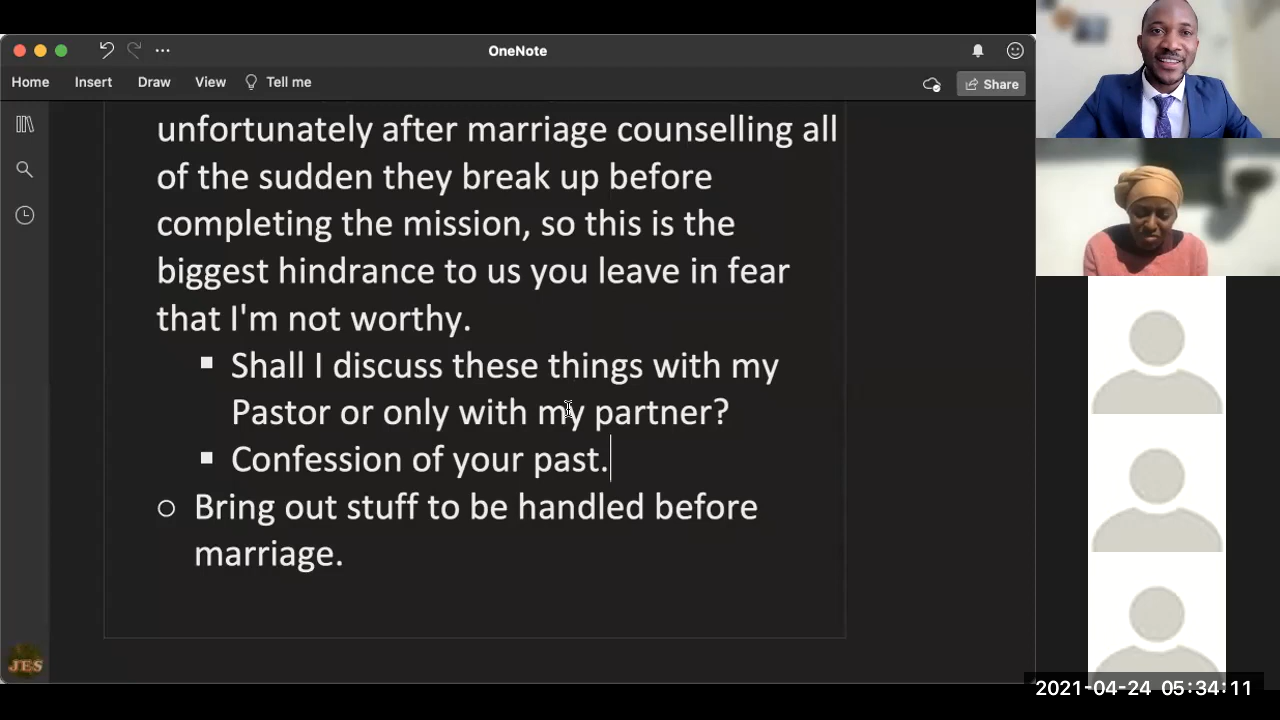 OneNote
Home Insert Draw View Tell me
Share
unfortunately after marriage counselling all
of the sudden they break up before
completing the mission, so this is the
biggest hindrance to us you leave in fear
that I'm not worthy.
Shall I discuss these things with my
Pastor or only with my partner?
Confession of your past.
Bring out stuff to be handled before
marriage.
JES
2021-04-24 05:34:11